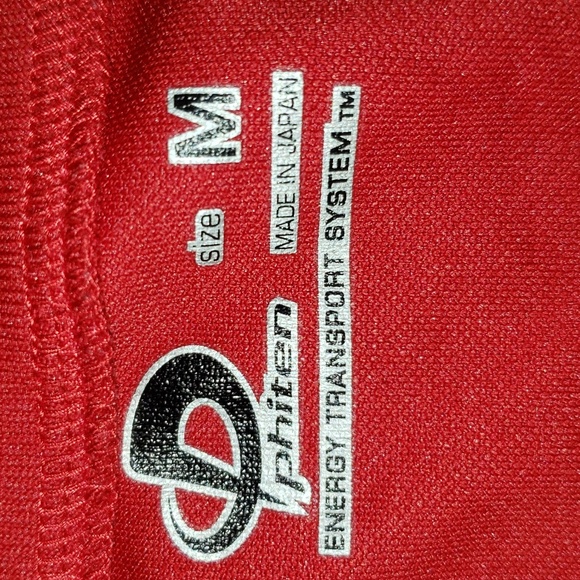 phiten
size M
MADE IN JAPAN
ENERGY TRANSPORT SYSTEM™